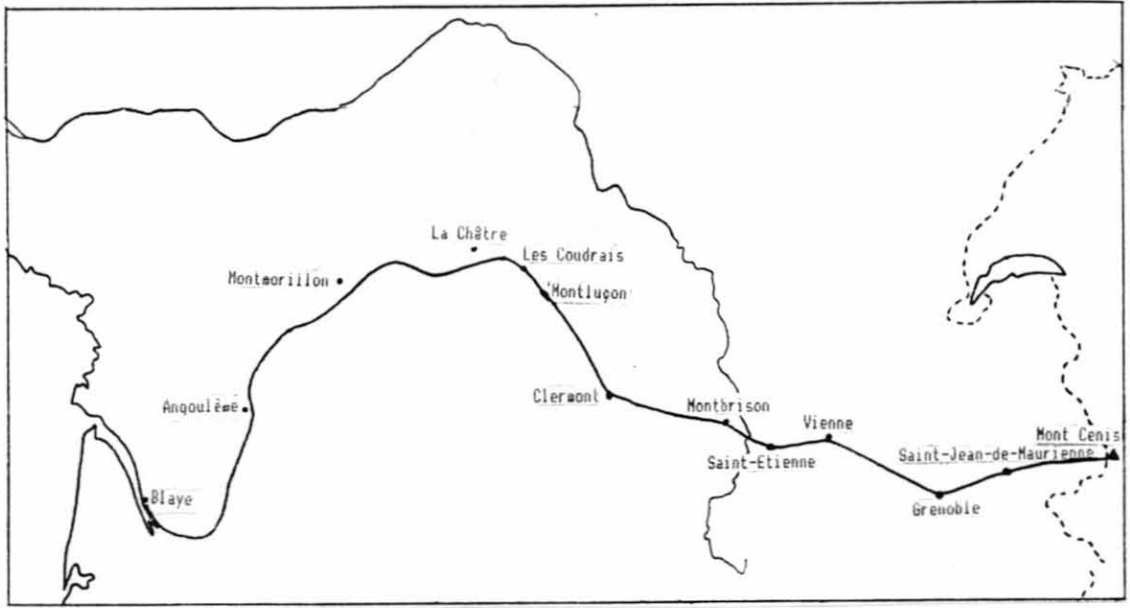 La Châtre
Les Coudrais
Montmorillon
Montluçon
Clermont
Angoulême
Montbrison
Vienne
Mont Cenis
Saint-Jean-de-Maurienne
Saint-Etienne
Blaye
Grenoble